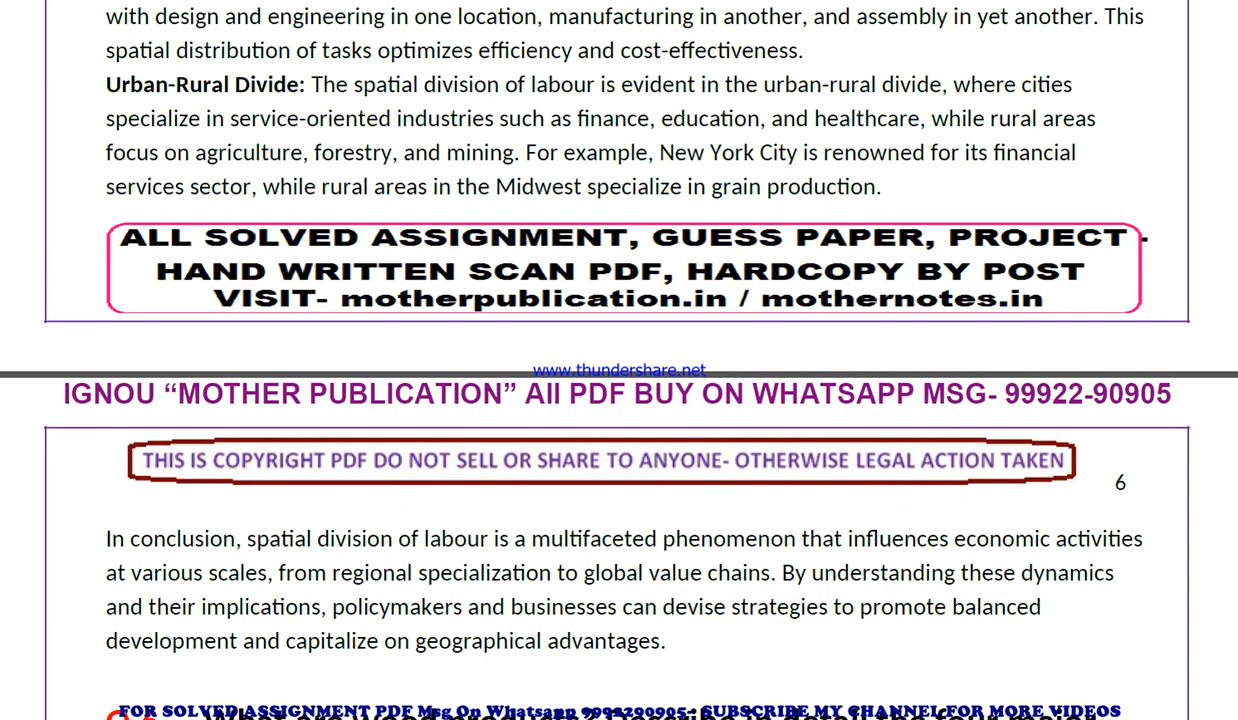 with design and engineering in one location, manufacturing in another, and assembly in yet another. This
spatial distribution of tasks optimizes efficiency and cost-effectiveness.
Urban-Rural Divide: The spatial division of labour is evident in the urban-rural divide, where cities
specialize in service-oriented industries such as finance, education, and healthcare, while rural areas
focus on agriculture, forestry, and mining. For example, New York City is renowned for its financial
services sector, while rural areas in the Midwest specialize in grain production.
ALL SOLVED ASSIGNMENT, GUESS PAPER, PROJECT -
HAND WRITTEN SCAN PDF, HARDCOPY BY POST
VISIT- motherpublication.in / mothernotes.in
www.thundershare.net
IGNOU “MOTHER PUBLICATION” All PDF BUY ON WHATSAPP MSG- 99922-90905
THIS IS COPYRIGHT PDF DO NOT SELL OR SHARE TO ANYONE- OTHERWISE LEGAL ACTION TAKEN
6
In conclusion, spatial division of labour is a multifaceted phenomenon that influences economic activities
at various scales, from regional specialization to global value chains. By understanding these dynamics
and their implications, policymakers and businesses can devise strategies to promote balanced
development and capitalize on geographical advantages.
FOR SOLVED ASSIGNMENT PDF Msg On Whatsapp 9992290905- SUBSCRIBE MY CHANNEL FOR MORE VIDEOS